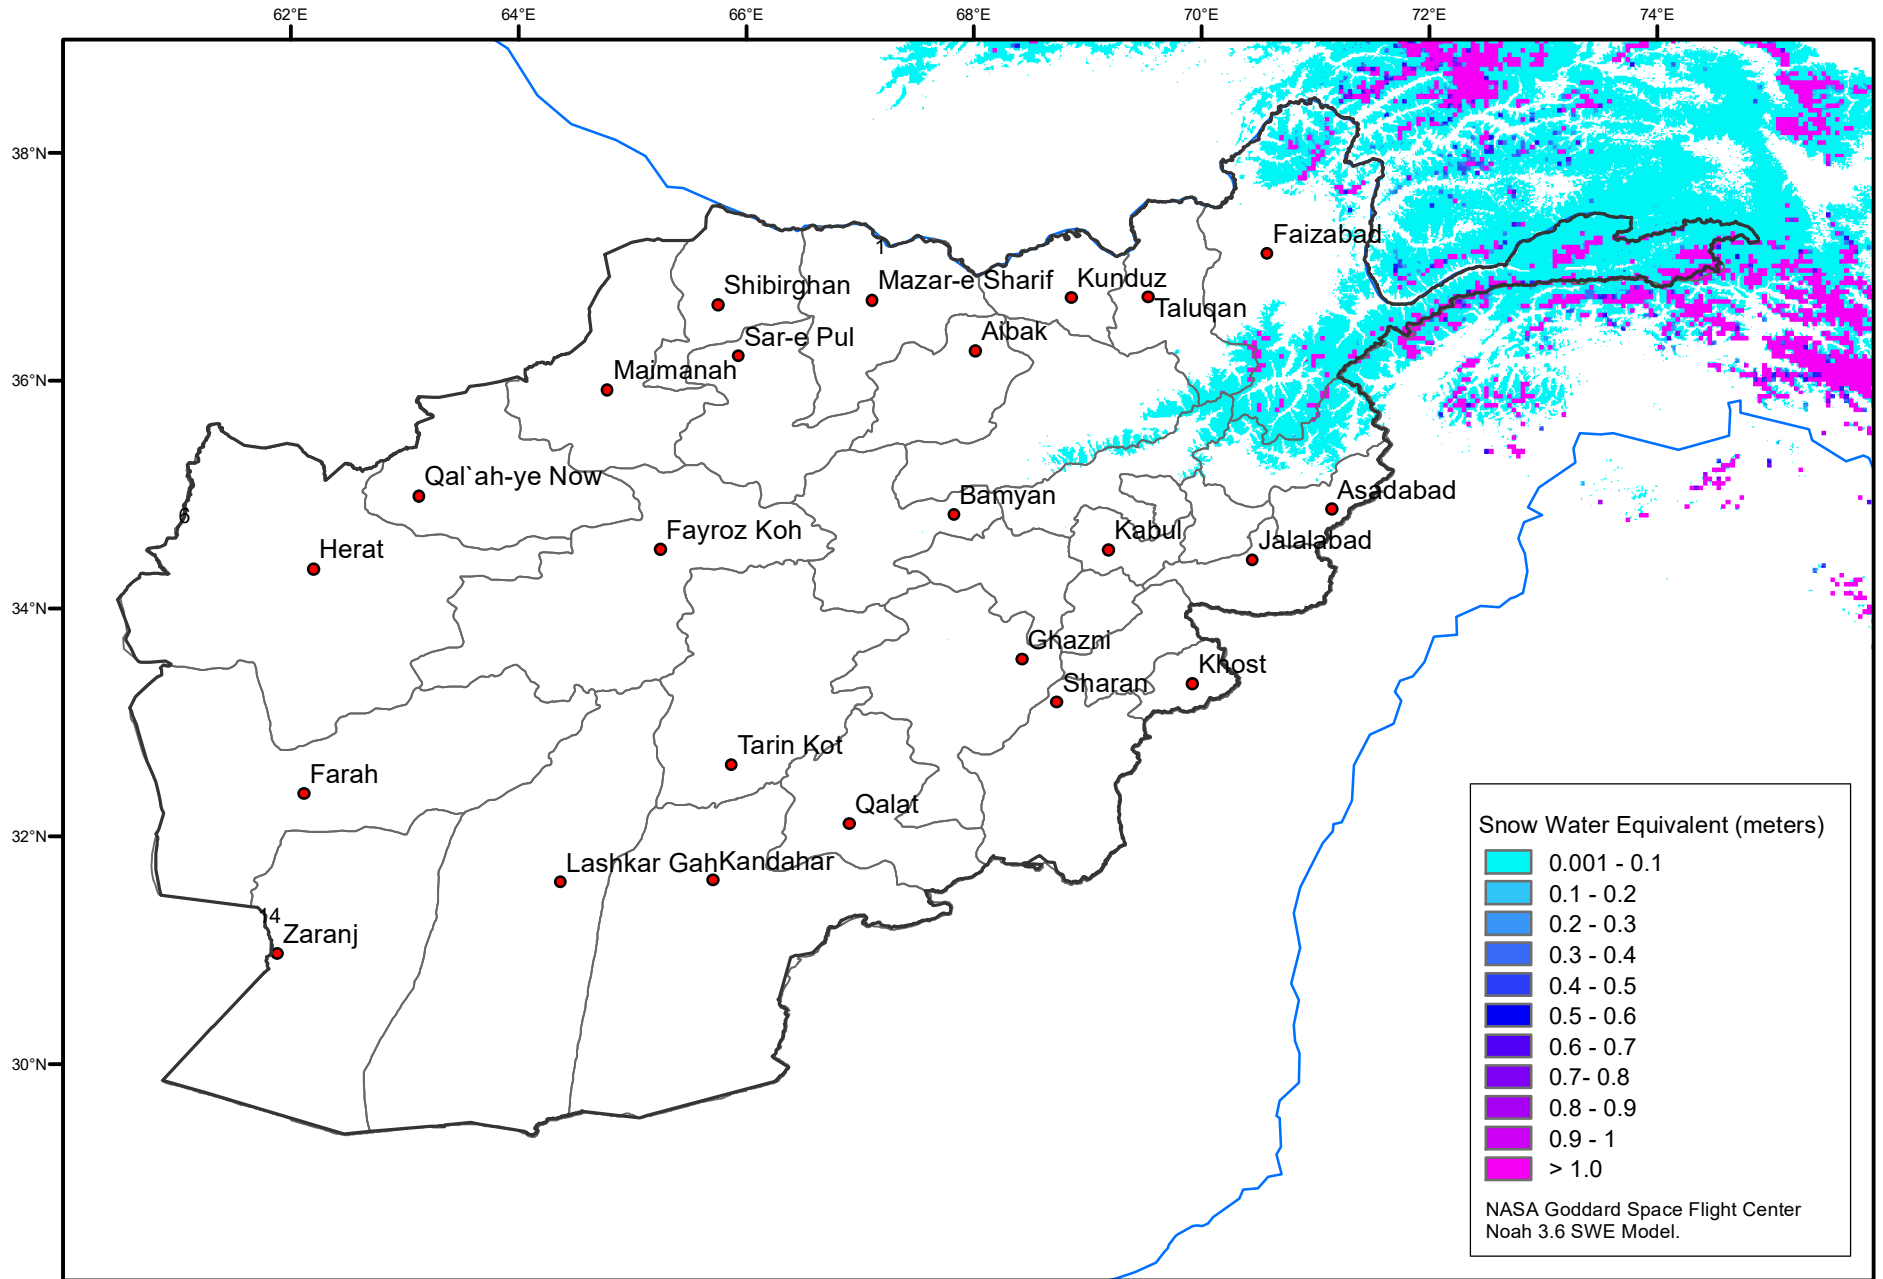 62°E 64°E 66°E 68°E 70°E 72°E 74°E
38°N
Faizabad
1
Shibirghan Mazar-e Sharif Kunduz
Taluqan
Sar-e Pul Aibak
36°N
Maimanah
Qal`ah-ye Now
Bamyan Asadabad
6
Fayroz Koh Kabul Jalalabad
Herat
34°N
Ghazni
Khost
Sharan
Tarin Kot
Farah
Qalat
32°N
Lashkar Gah Kandahar
14
Zaranj
30°N
Snow Water Equivalent (meters)
0.001 - 0.1
0.1 - 0.2
0.2 - 0.3
0.3 - 0.4
0.4 - 0.5
0.5 - 0.6
0.6 - 0.7
0.7- 0.8
0.8 - 0.9
0.9 - 1
> 1.0
NASA Goddard Space Flight Center
Noah 3.6 SWE Model.